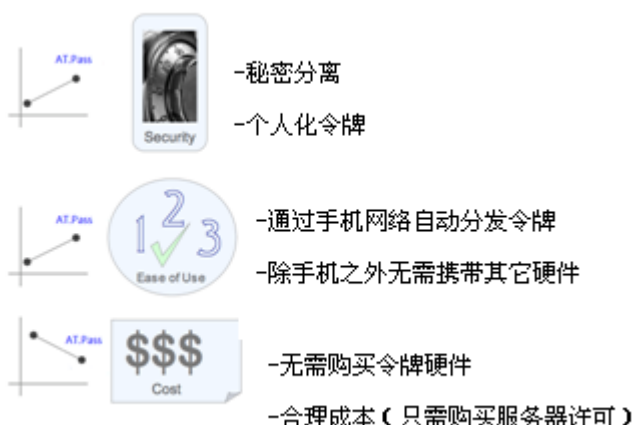 AT.Pass
Security
-秘密分离
-个人化令牌
AT.Pass
1 2 3
Ease of Use
-通过手机网络自动分发令牌
-除手机之外无需携带其它硬件
AT.Pass
$$$
Cost
-无需购买令牌硬件
-合理成本（只需购买服务器许可）